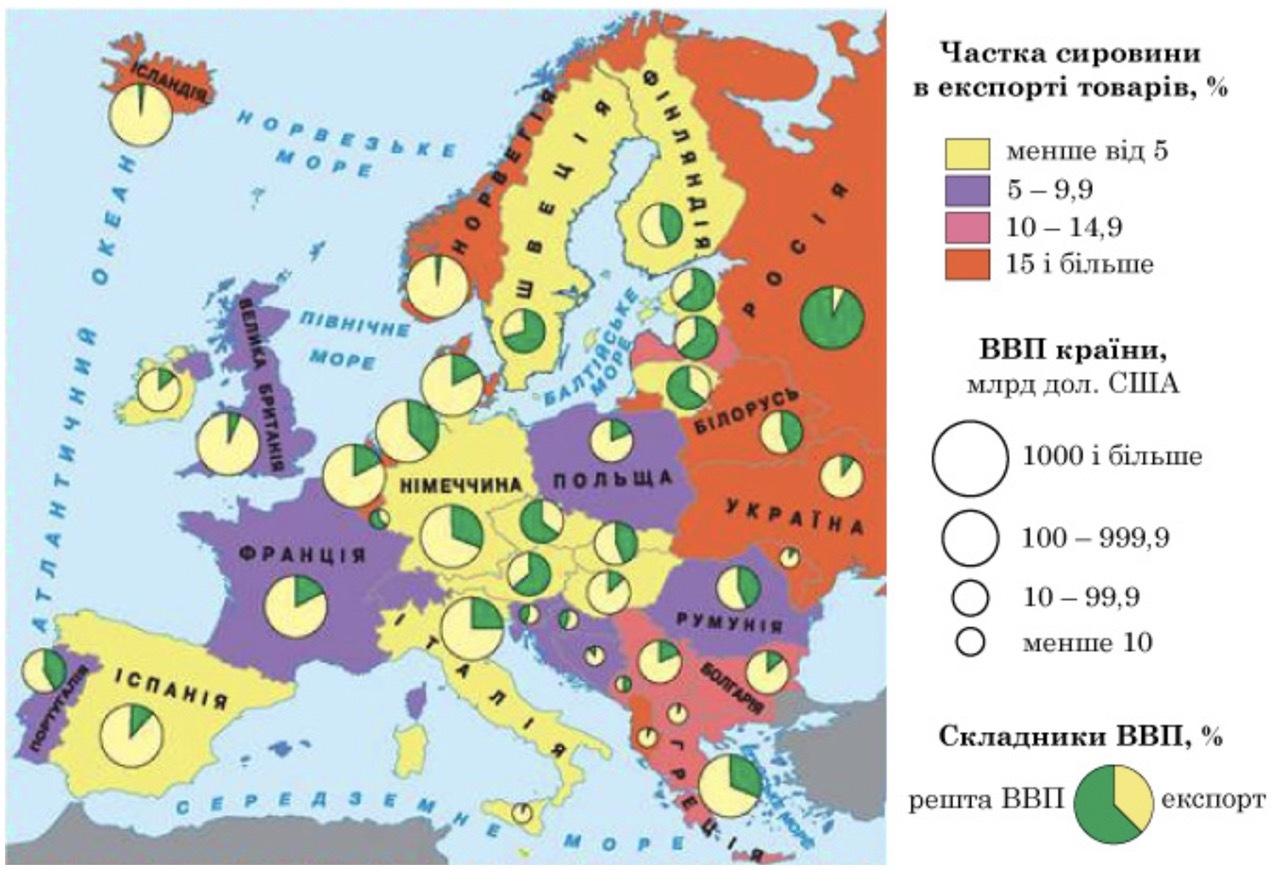 ІСЛАНДІЯ
НОРВЕЗЬКЕ
МОРЕ
АТЛАНТИЧНИЙ ОКЕАН
НОРВЕГІЯ
ШВЕЦІЯ
ФІНЛЯНДІЯ
РОСІЯ
ВЕЛИКА БРИТАНІЯ
ПІВНІЧНЕ
МОРЕ
БАЛТІЙСЬКЕ
МОРЕ
БІЛОРУСЬ
НІМЕЧЧИНА
ПОЛЬЩА
УКРАЇНА
ФРАНЦІЯ
РУМУНІЯ
ІТАЛІЯ
ІСПАНІЯ
ПОРТУГАЛІЯ
БОЛГАРІЯ
ГРЕЦІЯ
СЕРЕДЗЕМНЕ МОРЕ
Частка сировини
в експорті товарів, %
менше від 5
5 – 9,9
10 – 14,9
15 і більше
ВВП країни,
млрд дол. США
1000 і більше
100 – 999,9
10 – 99,9
менше 10
Складники ВВП, %
решта ВВП
експорт